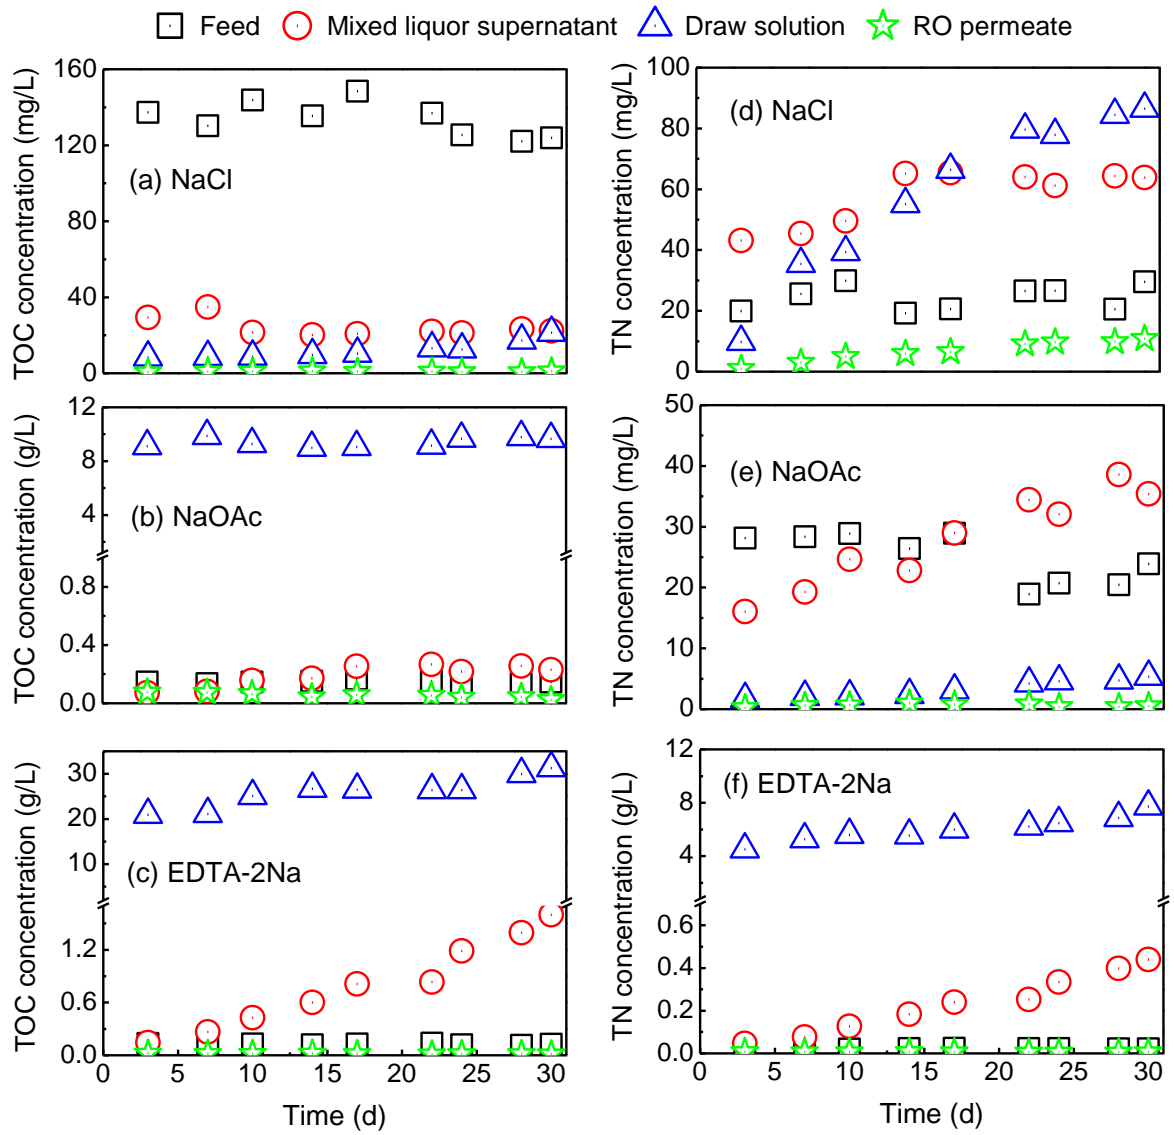 Feed Mixed liquor supernatant Draw solution RO permeate
TOC concentration (mg/L)
160
120
80
40
0
(a) NaCl
TN concentration (mg/L)
100
80
60
40
20
0
(d) NaCl
TOC concentration (g/L)
12
8
4
0.8
0.4
0.0
(b) NaOAc
TN concentration (mg/L)
50
40
30
20
10
0
(e) NaOAc
TOC concentration (g/L)
30
20
10
1.2
0.6
0.0
(c) EDTA-2Na
0 5 10 15 20 25 30
Time (d)
TN concentration (g/L)
12
8
4
0.6
0.4
0.2
0.0
(f) EDTA-2Na
0 5 10 15 20 25 30
Time (d)